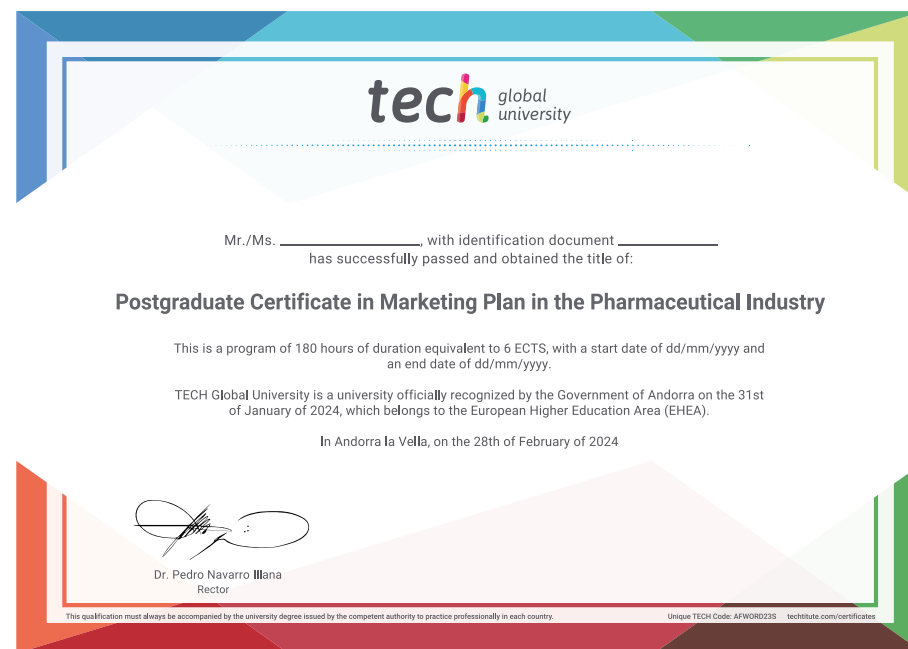 tech global university
Mr./Ms. ____________, with identification document ____________
has successfully passed and obtained the title of:
Postgraduate Certificate in Marketing Plan in the Pharmaceutical Industry
This is a program of 180 hours of duration equivalent to 6 ECTS, with a start date of dd/mm/yyyy and
an end date of dd/mm/yyyy.
TECH Global University is a university officially recognized by the Government of Andorra on the 31st
of January of 2024, which belongs to the European Higher Education Area (EHEA).
In Andorra la Vella, on the 28th of February of 2024
Dr. Pedro Navarro Illana
Rector
This qualification must always be accompanied by the university degree issued by the competent authority to practice professionally in each country.
Unique TECH Code: AFWORD23S techtitute.com/certificates